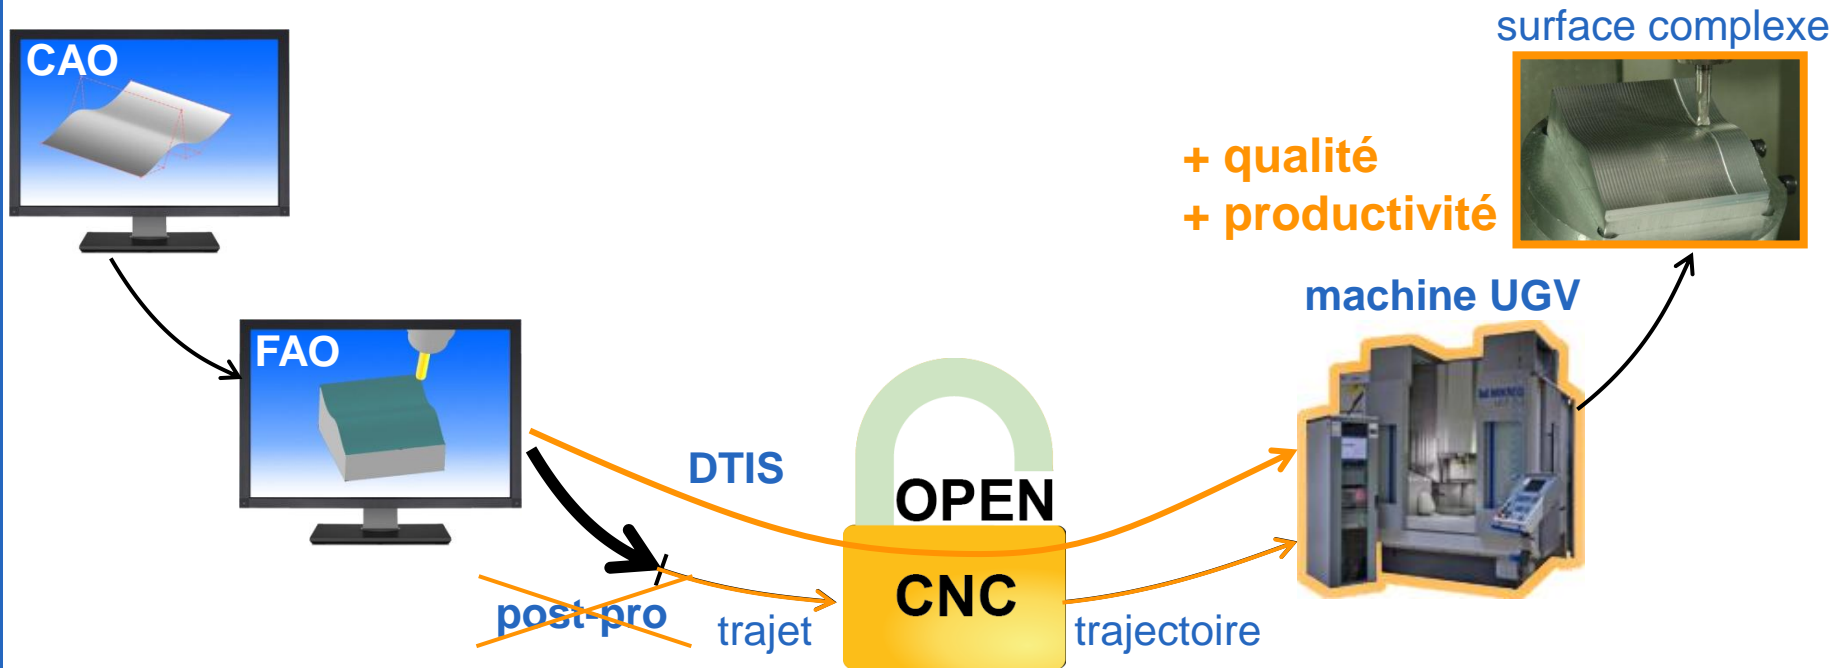 surface complexe
CAO
+ qualité
+ productivité
machine UGV
FAO
DTIS
OPEN
CNC
post-pro
trajet
trajectoire